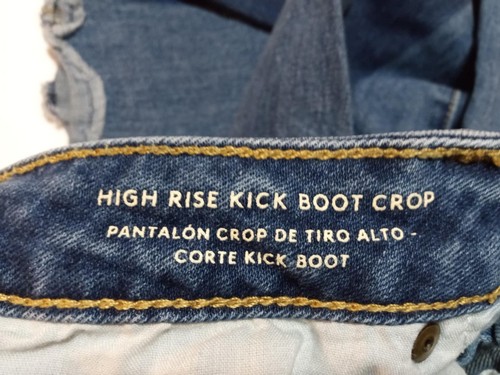 HIGH RISE KICK BOOT CROP
PANTALÓN CROP DE TIRO ALTO -
CORTE KICK BOOT